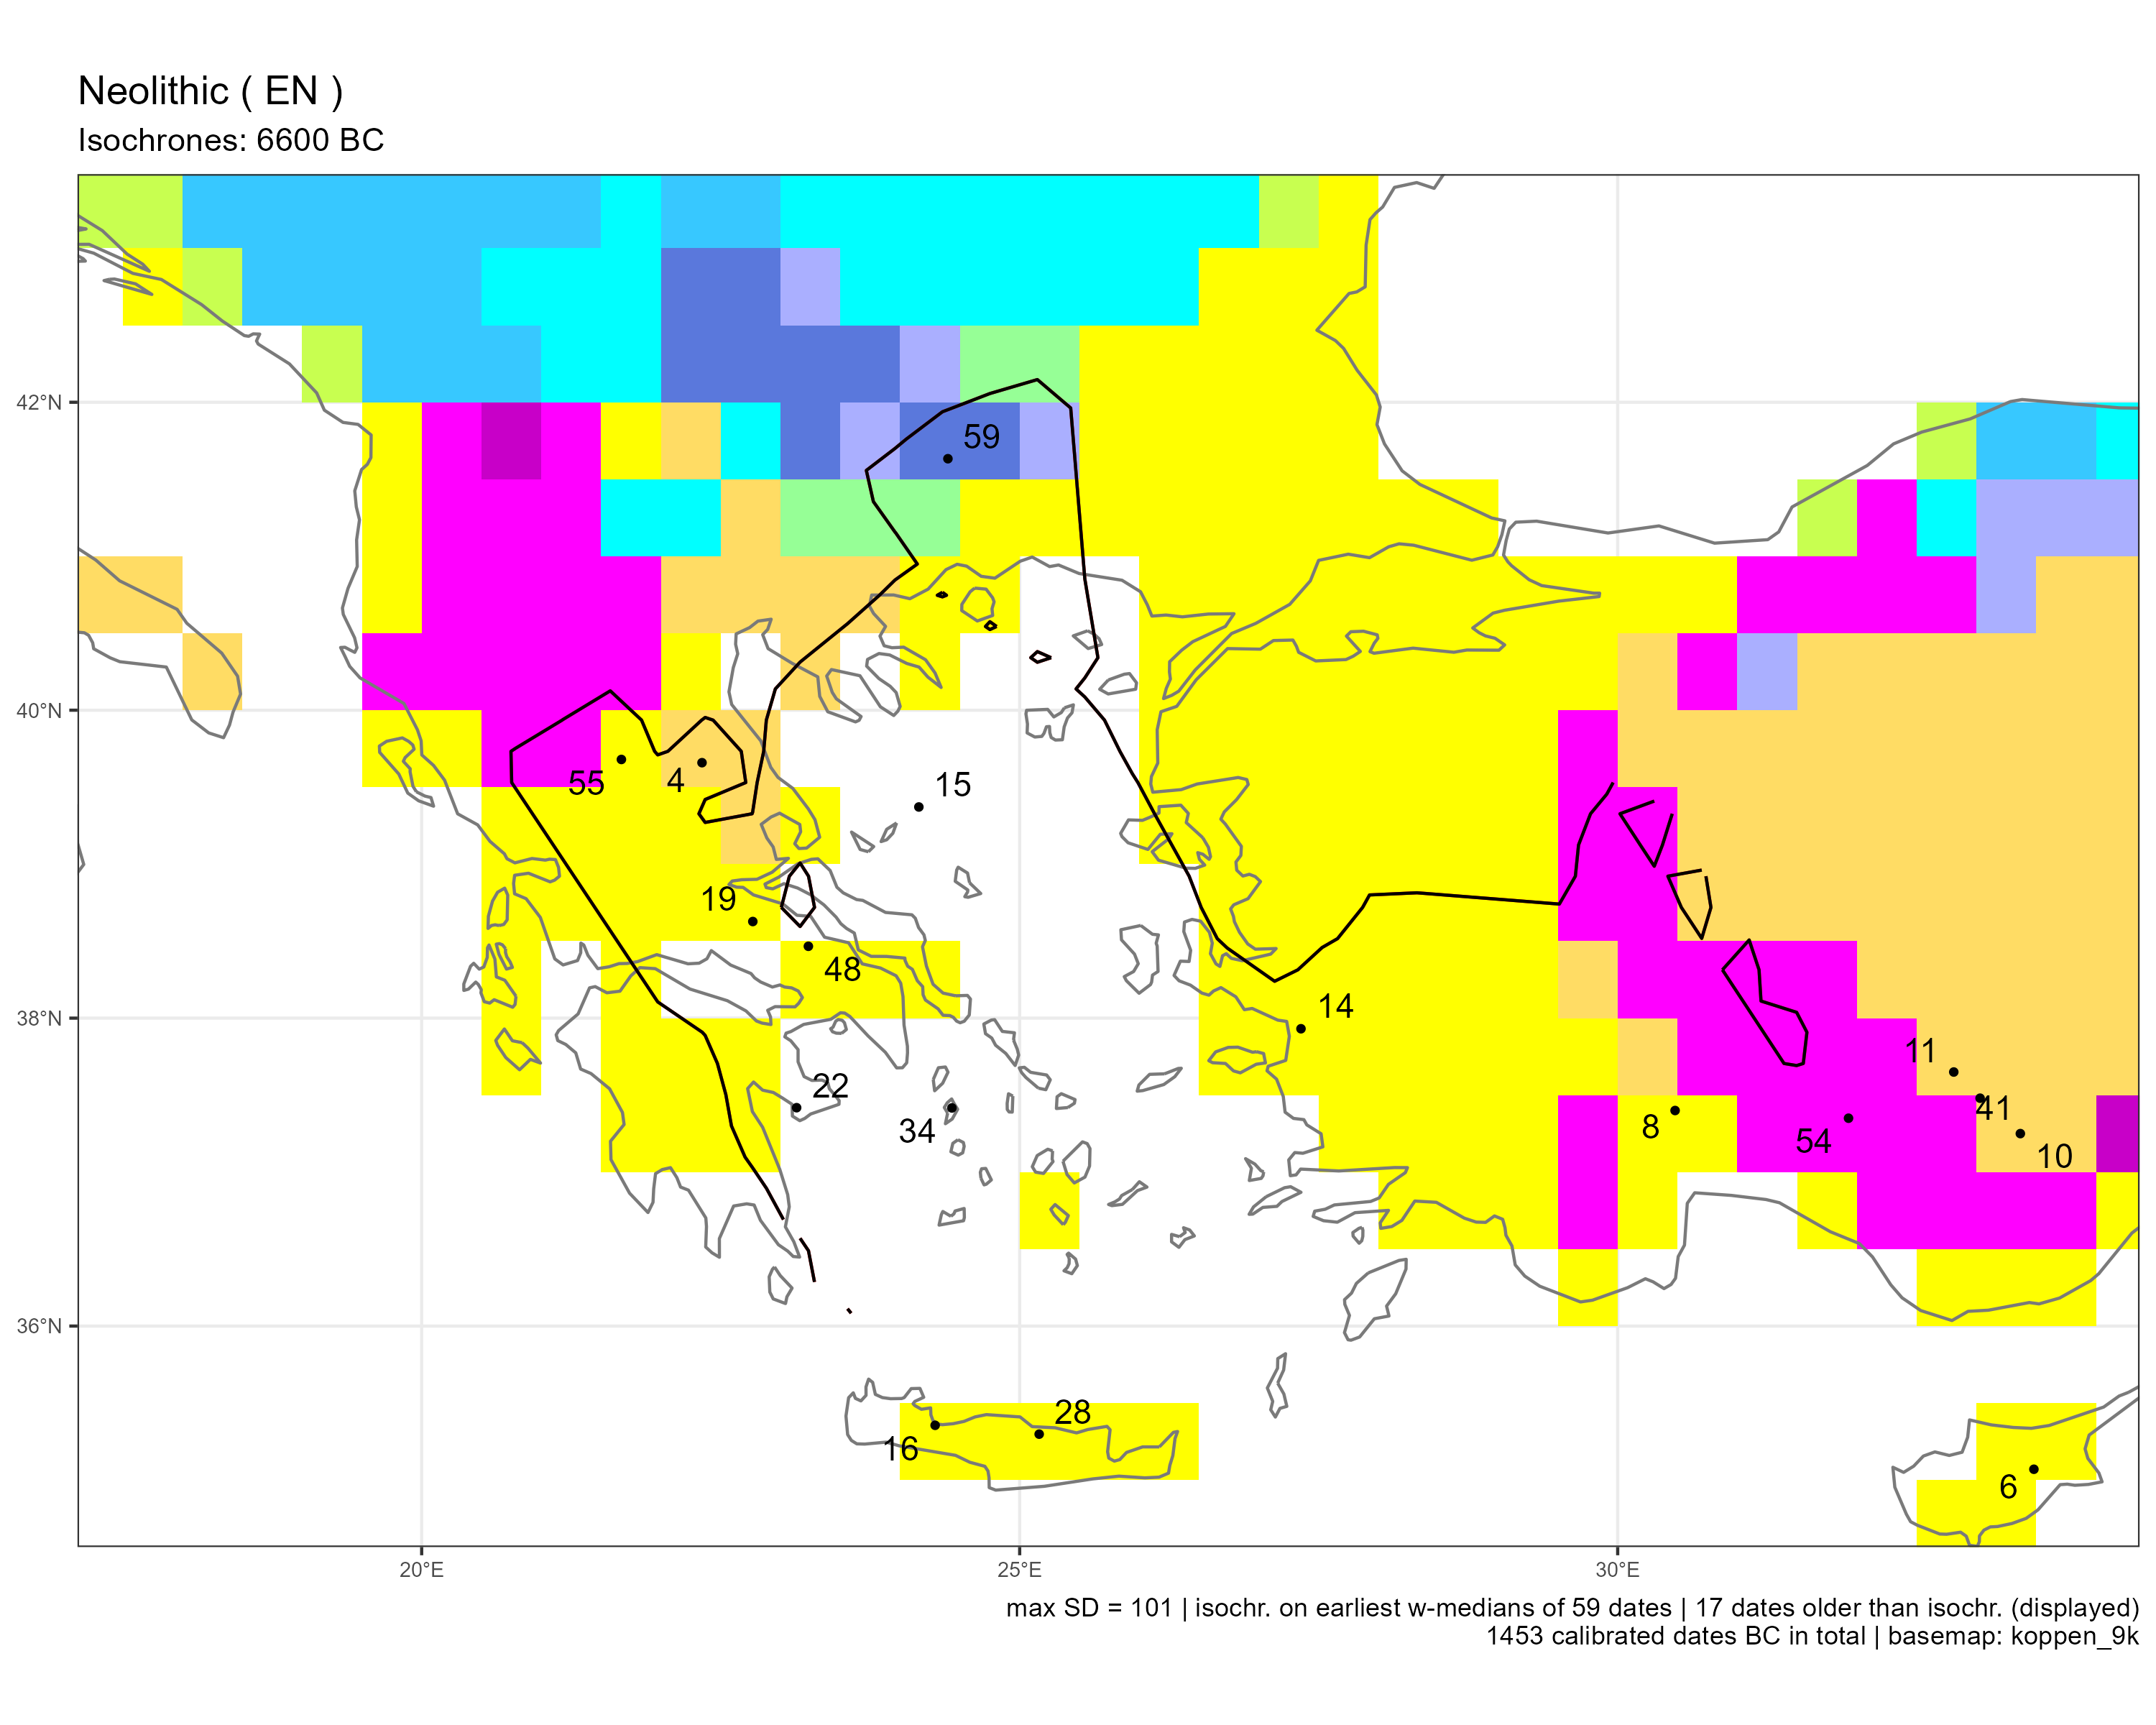 Neolithic ( EN )
Isochrones: 6600 BC
42°N
59
40°N
55
4
15
19
48
14
38°N
11
22
34
41
8
54
10
36°N
28
16
6
20°E
25°E
30°E
max SD = 101 | isochr. on earliest w-medians of 59 dates | 17 dates older than isochr. (displayed)
1453 calibrated dates BC in total | basemap: koppen_9k